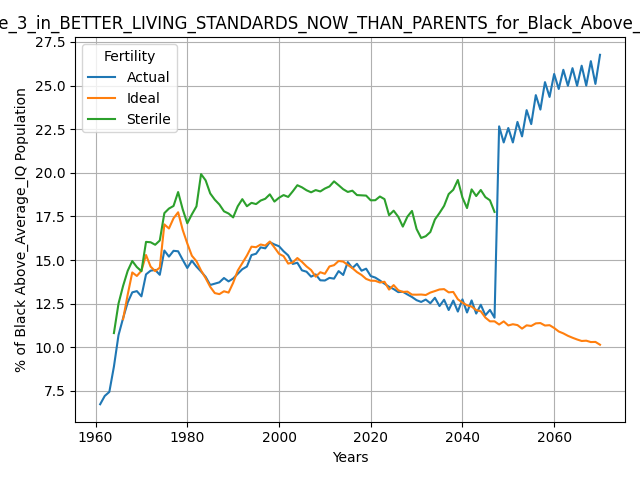 e_3_in_BETTER_LIVING_STANDARDS_NOW_THAN_PARENTS_for_Black_Above_
27.5
25.0
22.5
20.0
17.5
15.0
12.5
10.0
7.5
% of Black Above_Average_IQ Population
Fertility
Actual
Ideal
Sterile
1960 1980 2000 2020 2040 2060
Years